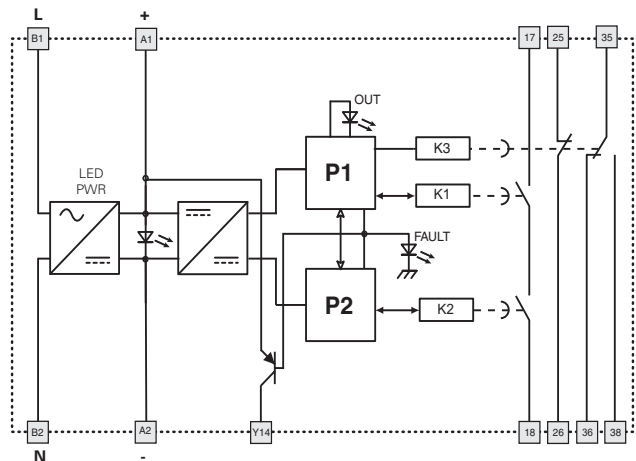 L
+
B1
A1
17
25
35
OUT
LED
PWR
P1
K3
K1
FAULT
P2
K2
B2
A2
Y14
18
26
36
38
N
-